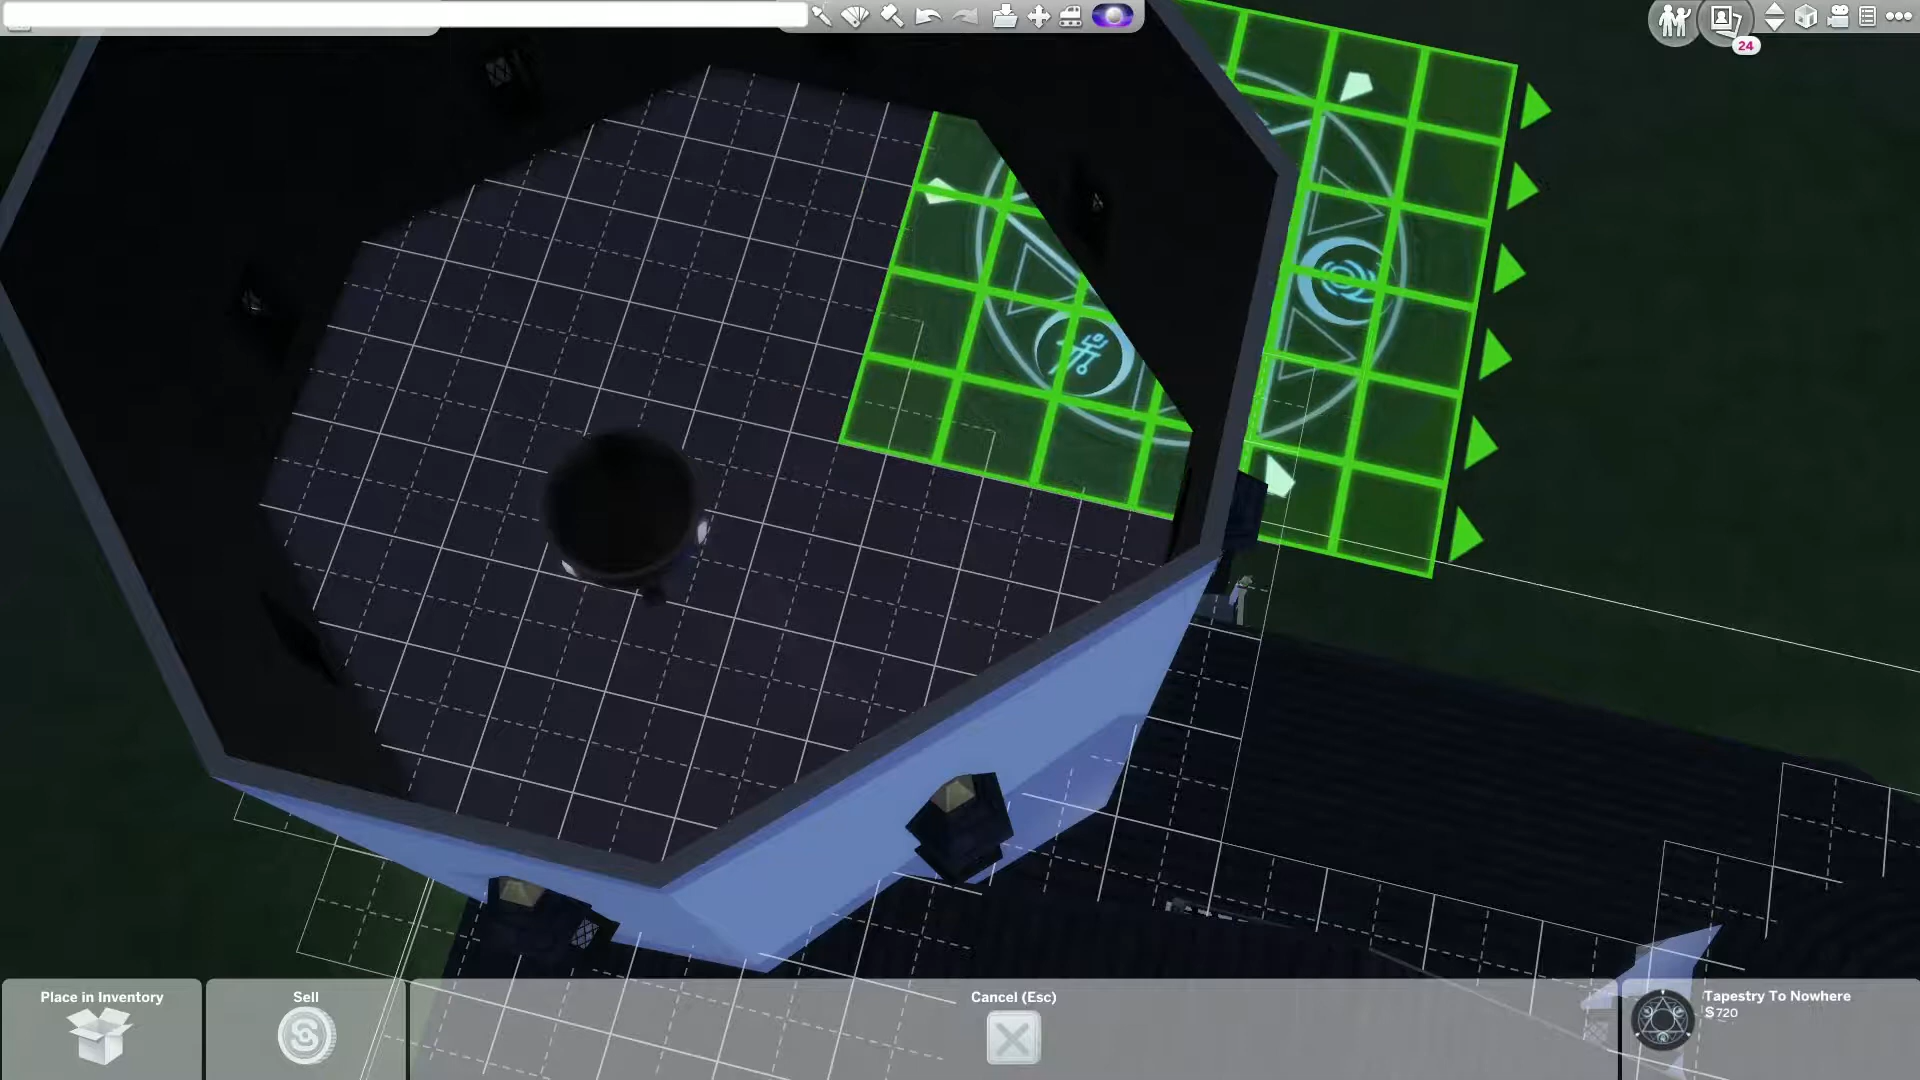 24
Place in Inventory
Sell
Cancel (Esc)
Tapestry To Nowhere
§720